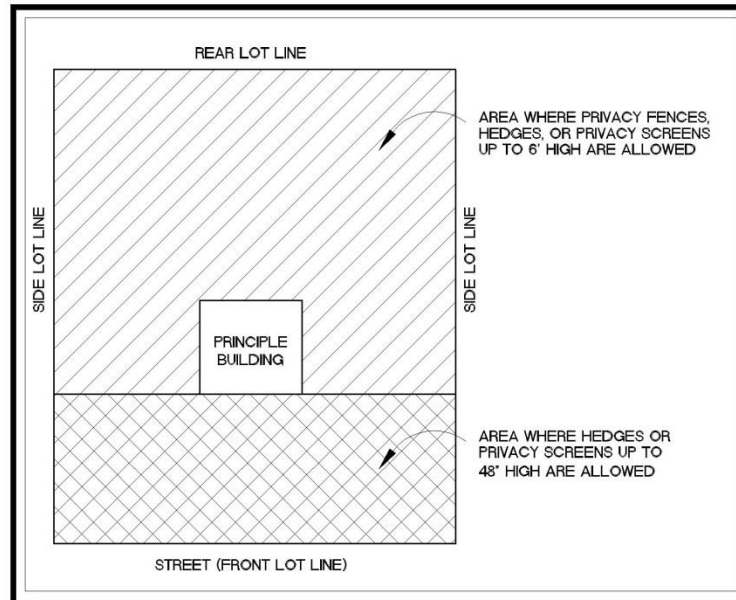 REAR LOT LINE
AREA WHERE PRIVACY FENCES,
HEDGES, OR PRIVACY SCREENS
UP TO 6' HIGH ARE ALLOWED
SIDE LOT LINE
SIDE LOT LINE
PRINCIPLE
BUILDING
AREA WHERE HEDGES OR
PRIVACY SCREENS UP TO
48" HIGH ARE ALLOWED
STREET (FRONT LOT LINE)